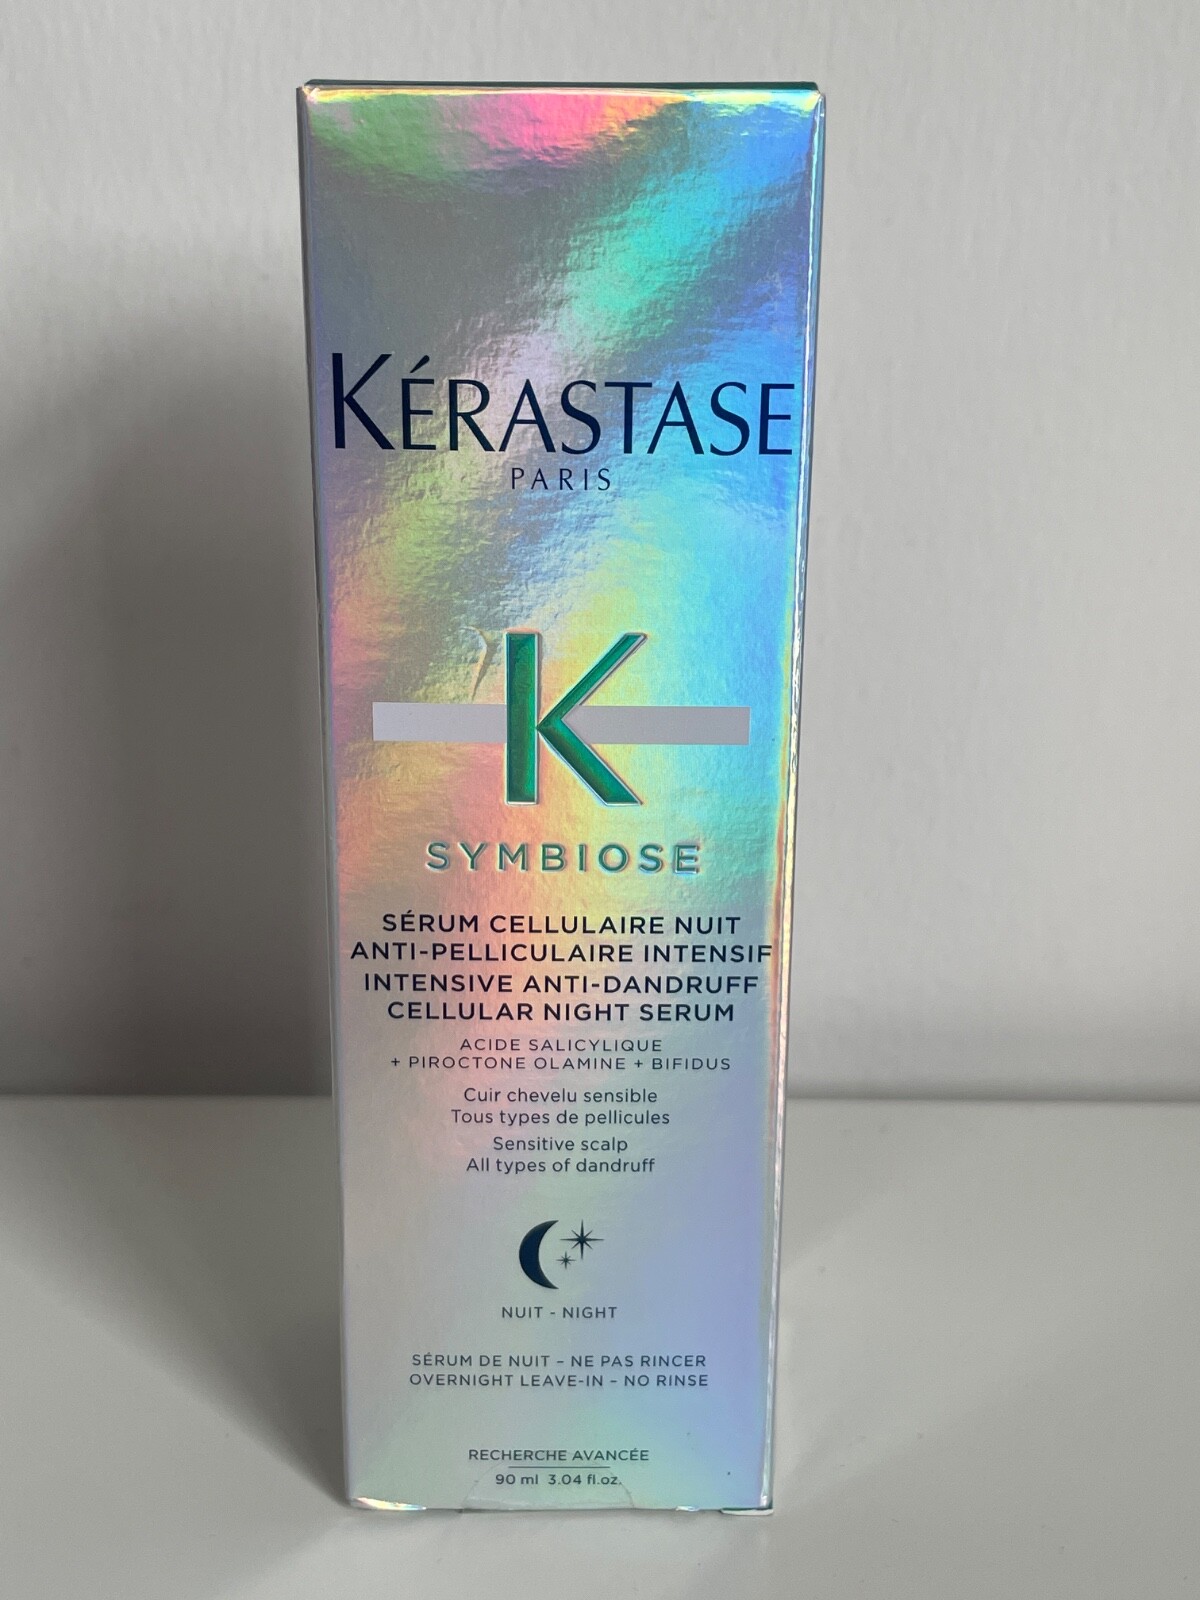 KÉRASTASE
PARIS
K
SYMBIOSE
SÉRUM CELLULAIRE NUIT
ANTI-PELLICULAIRE INTENSIF
INTENSIVE ANTI-DANDRUFF
CELLULAR NIGHT SERUM
ACIDE SALICYLIQUE
+ PIROCTONE OLAMINE + BIFIDUS
Cuir chevelu sensible
Tous types de pellicules
Sensitive scalp
All types of dandruff
NUIT - NIGHT
SÉRUM DE NUIT – NE PAS RINCER
OVERNIGHT LEAVE-IN – NO RINSE
RECHERCHE AVANCÉE
90 ml 3.04 fl.oz.